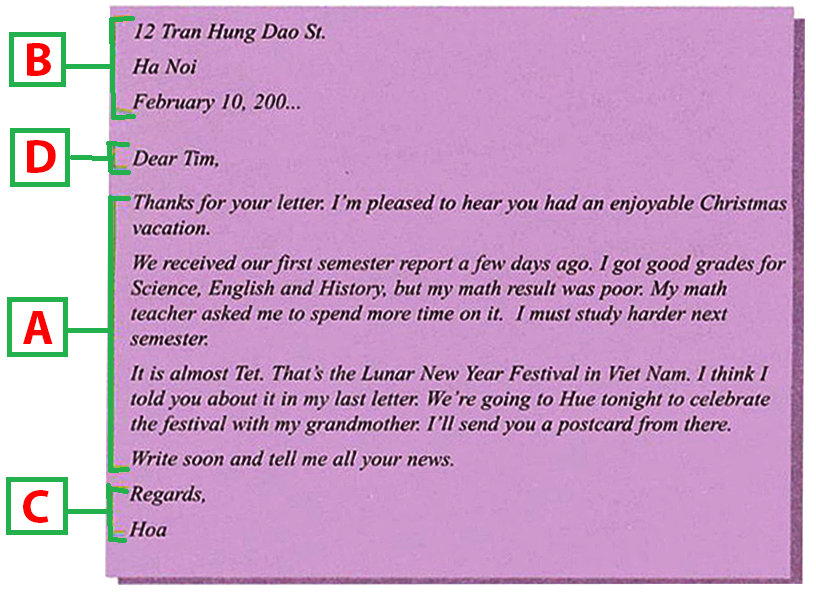 B
12 Tran Hung Dao St.
Ha Noi
February 10, 200...
D
Dear Tim,
Thanks for your letter. I'm pleased to hear you had an enjoyable Christmas
vacation.
We received our first semester report a few days ago. I got good grades for
Science, English and History, but my math result was poor. My math
A
teacher asked me to spend more time on it. I must study harder next
semester.
It is almost Tet. That's the Lunar New Year Festival in Viet Nam. I think I
told you about it in my last letter. We're going to Hue tonight to celebrate
the festival with my grandmother. I'll send you a postcard from there.
Write soon and tell me all your news.
C
Regards,
Hoa